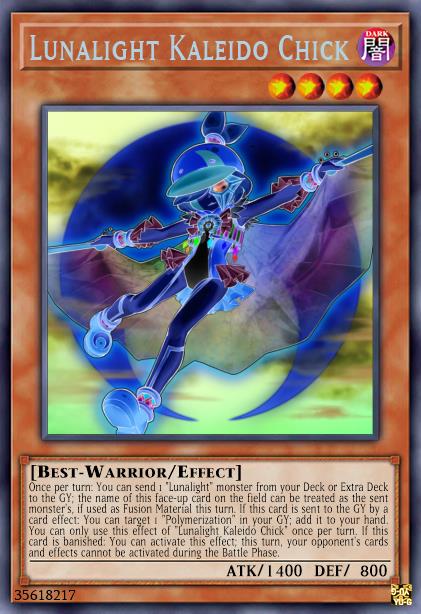 Lunalight Kaleido Chick
DARK
闇
[Best-Warrior/Effect]
Once per turn: You can send 1 "Lunalight" monster from your Deck or Extra Deck
to the GY; the name of this face-up card on the field can be treated as the sent
monster's, if used as Fusion Material this turn. If this card is sent to the GY by a
card effect: You can target 1 "Polymerization" in your GY; add it to your hand.
You can only use this effect of "Lunalight Kaleido Chick" once per turn. If this
card is banished: You can activate this effect; this turn, your opponent's cards
and effects cannot be activated during the Battle Phase.
ATK/1400 DEF/ 800
35618217